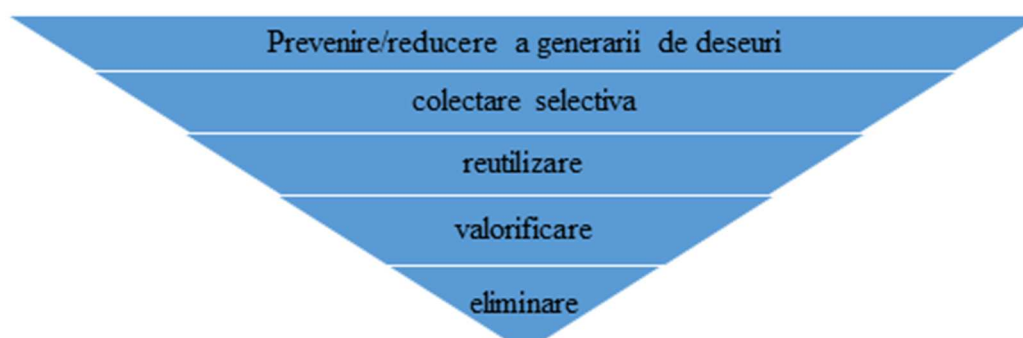 Prevenire/reducere a generarii de deseuri
colectare selectiva
reutilizare
valorificare
eliminare